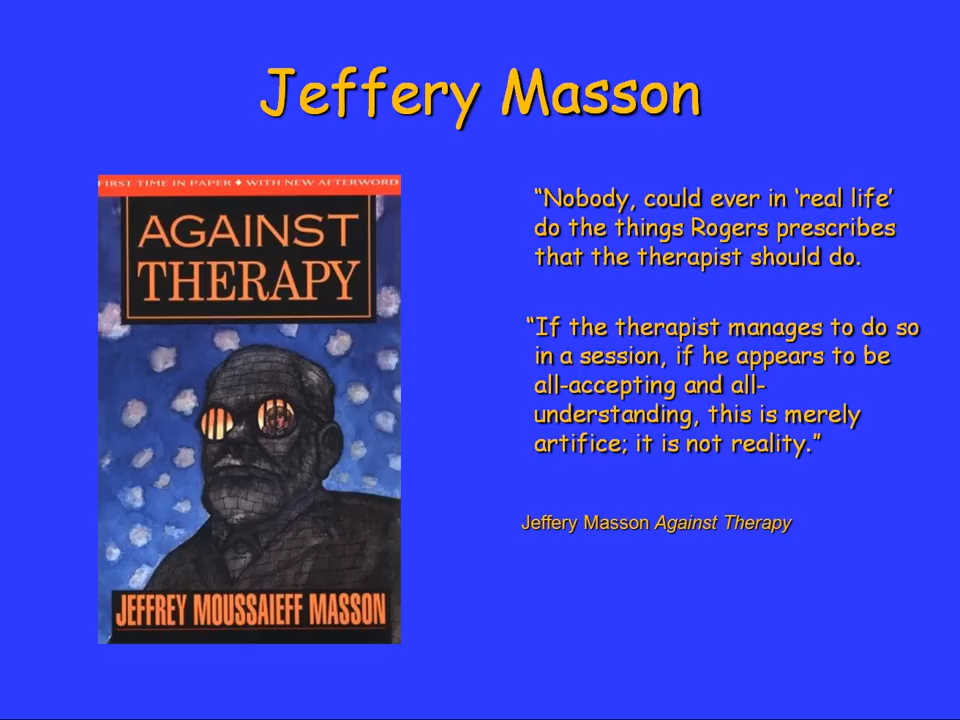 Jeffery Masson
FIRST TIME IN PAPER ◆ WITH NEW AFTERWORD
AGAINST
THERAPY
JEFFREY MOUSSAIEFF MASSON
“Nobody, could ever in ‘real life’
do the things Rogers prescribes
that the therapist should do.
“If the therapist manages to do so
in a session, if he appears to be
all-accepting and all-
understanding, this is merely
artifice; it is not reality.”
Jeffery Masson Against Therapy